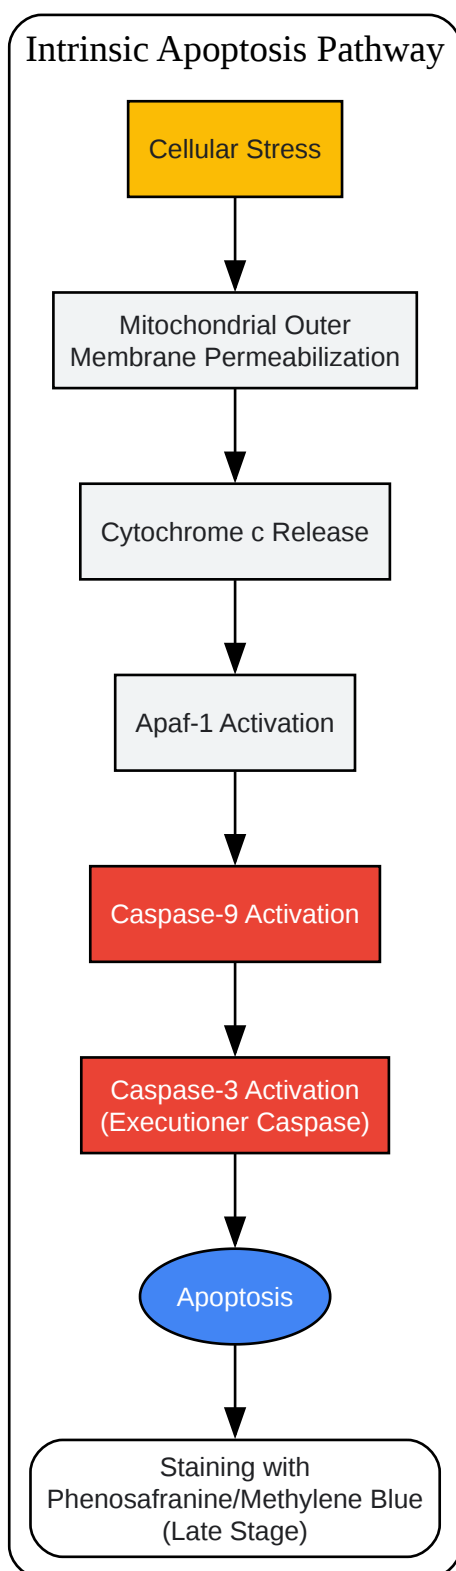 Intrinsic Apoptosis Pathway
Cellular Stress
Mitochondrial Outer
Membrane Permeabilization
Cytochrome c Release
Apaf-1 Activation
Caspase-9 Activation
Caspase-3 Activation
(Executioner Caspase)
Apoptosis
Staining with
Phenosafranine/Methylene Blue
(Late Stage)